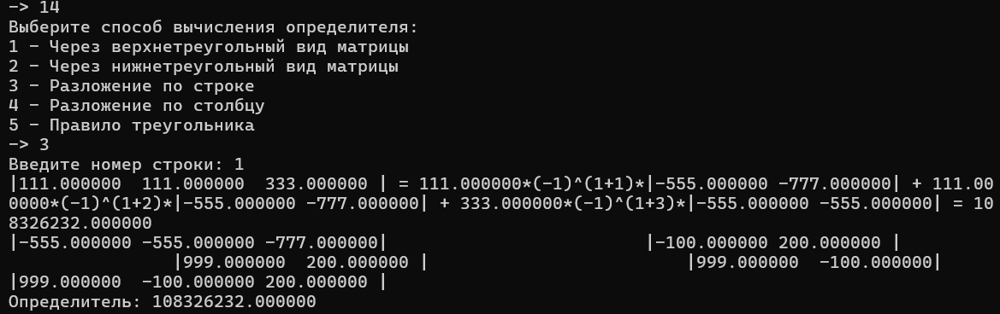 -> 14
Выберите способ вычисления определителя:
1 - Через верхнетреугольный вид матрицы
2 - Через нижнетреугольный вид матрицы
3 - Разложение по строке
4 - Разложение по столбцу
5 - Правило треугольника
-> 3
Введите номер строки: 1
|111.000000  111.000000  333.000000 | = 111.000000*(-1)^(1+1)*|-555.000000 -777.000000| + 111.00
0000*(-1)^(1+2)*|-555.000000 -777.000000| + 333.000000*(-1)^(1+3)*|-555.000000 -555.000000| = 10
8326232.000000
|-555.000000 -555.000000 -777.000000|                         |-100.000000 200.000000 |
                |999.000000  200.000000 |                         |999.000000  -100.000000|
|999.000000  -100.000000 200.000000 |
Определитель: 108326232.000000